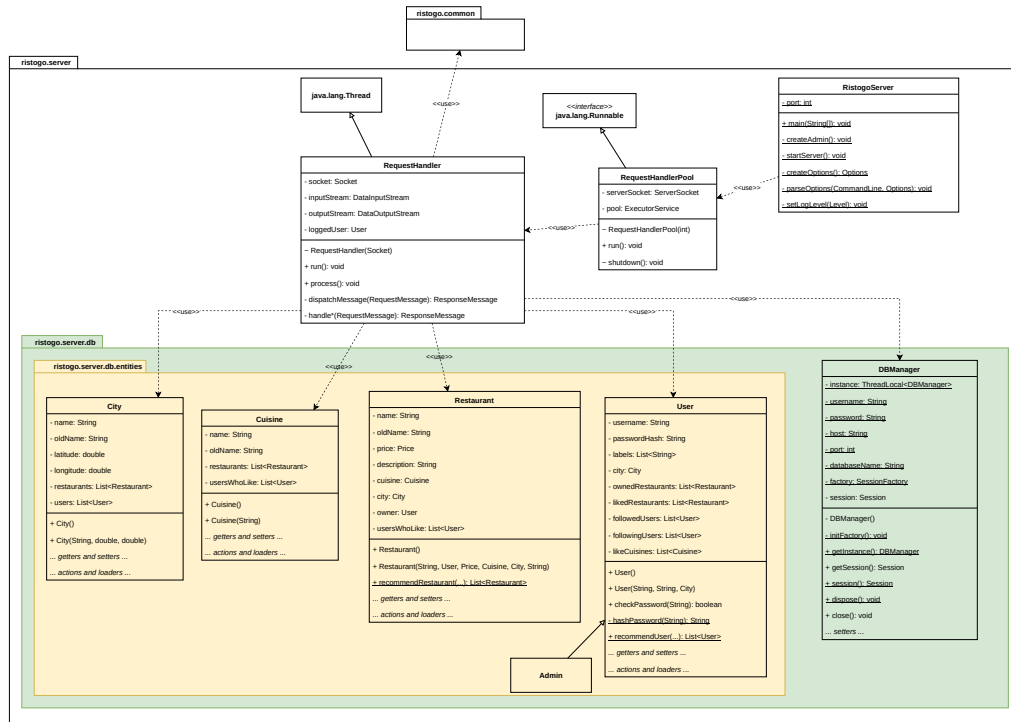 ristogo.common
ristogo.server
<<use>>
java.lang.Thread
<<interface>>
java.lang.Runnable
RistogoServer
- port: int
+ main(String[]): void
- createAdmin(): void
- startServer(): void
- createOptions(): Options
- parseOptions(CommandLine, Options): void
- setLogLevel(Level): void
<<use>>
RequestHandlerPool
- serverSocket: ServerSocket
- pool: ExecutorService
~ RequestHandlerPool(int)
+ run(): void
~ shutdown(): void
<<use>>
RequestHandler
- socket: Socket
- inputStream: DataInputStream
- outputStream: DataOutputStream
- loggedUser: User
~ RequestHandler(Socket)
+ run(): void
+ process(): void
- dispatchMessage(RequestMessage): ResponseMessage
- handle*(RequestMessage): ResponseMessage
<<use>>
<<use>>
<<use>>
<<use>>
<<use>>
ristogo.server.db
ristogo.server.db.entities
City
- name: String
- oldName: String
- latitude: double
- longitude: double
- restaurants: List<Restaurant>
- users: List<User>
+ City()
+ City(String, double, double)
... getters and setters ...
... actions and loaders ...
Cuisine
- name: String
- oldName: String
- restaurants: List<Restaurant>
- usersWhoLike: List<User>
+ Cuisine()
+ Cuisine(String)
... getters and setters ...
... actions and loaders ...
Restaurant
- name: String
- oldName: String
- price: Price
- description: String
- cuisine: Cuisine
- city: City
- owner: User
- usersWhoLike: List<User>
+ Restaurant()
+ Restaurant(String, User, Price, Cuisine, City, String)
+ recommendRestaurant(...): List<Restaurant>
... getters and setters ...
... actions and loaders ...
User
- username: String
- passwordHash: String
- labels: List<String>
- city: City
- ownedRestaurants: List<Restaurant>
- likedRestaurants: List<Restaurant>
- followedUsers: List<User>
- followingUsers: List<User>
- likeCuisines: List<Cuisine>
+ User()
+ User(String, String, City)
+ checkPassword(String): boolean
- hashPassword(String): String
+ recommendUser(...): List<User>
... getters and setters ...
... actions and loaders ...
Admin
DBManager
- instance: ThreadLocal<DBManager>
- username: String
- password: String
- host: String
- port: int
- databaseName: String
- factory: SessionFactory
- session: Session
- DBManager()
- initFactory(): void
+ getInstance(): DBManager
+ getSession(): Session
+ session(): Session
+ dispose(): void
+ close(): void
... setters ...